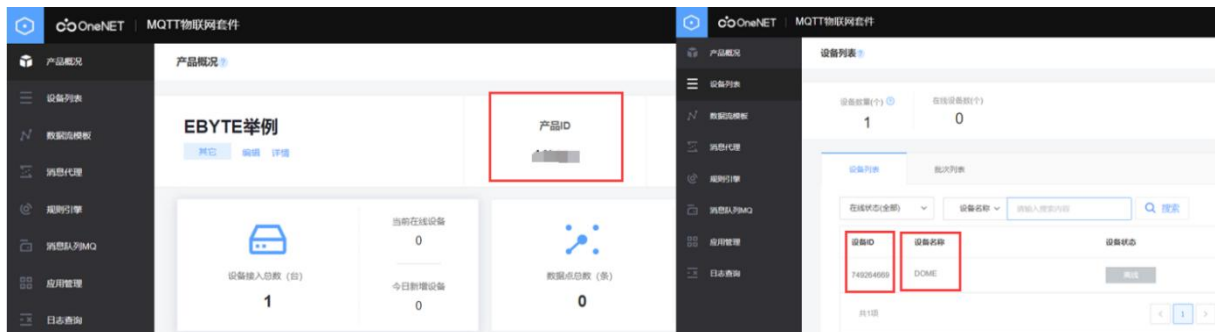 OneNET
MQTT物联网套件
产品概况
设备列表
数据流模板
消息代理
规则引擎
消息队列MQ
应用管理
日志查询
产品概况
EBYTE举例
其它 编辑 详情
产品ID
设备接入总数（台）
1
当前在线设备
0
今日新增设备
0
数据点总数（条）
0
OneNET
MQTT物联网套件
产品概况
设备列表
数据流模板
消息代理
规则引擎
消息队列MQ
应用管理
日志查询
设备列表
设备数量(个)
1
在线设备数(个)
0
设备列表 批次列表
在线状态(全部) 设备名称 请输入搜索内容 搜索
设备ID 设备名称 设备状态
749264669 DOME 离线
共1项
1